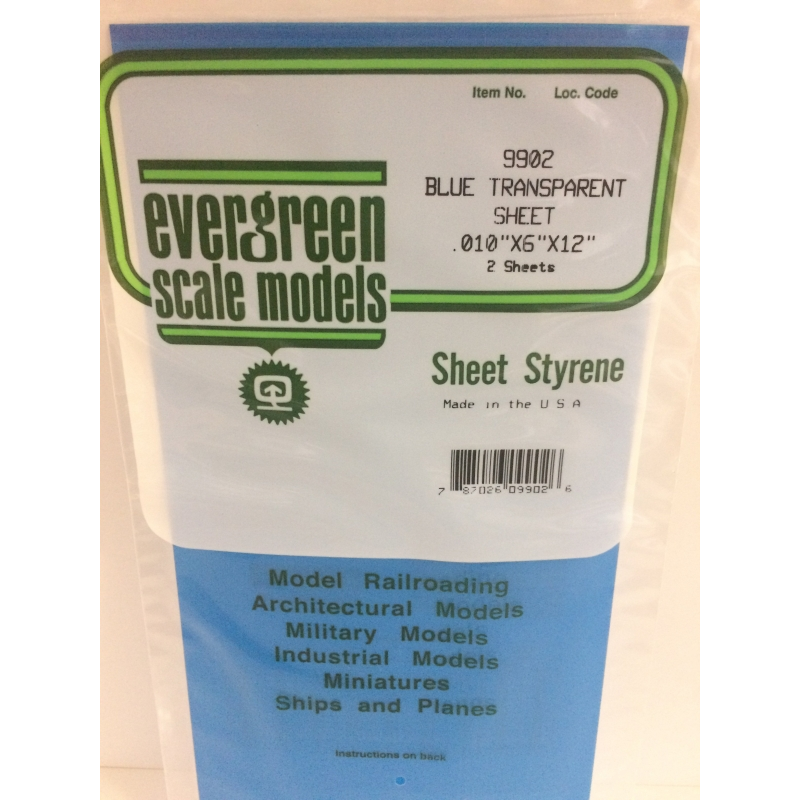 Item No. Loc. Code
9902
BLUE TRANSPARENT
SHEET
.010"X6"X12"
2 Sheets
evergreen
scale models
Sheet Styrene
Made in the U S A
7 87026 09902 6
Model Railroading
Architectural Models
Military Models
Industrial Models
Miniatures
Ships and Planes
Instructions on back